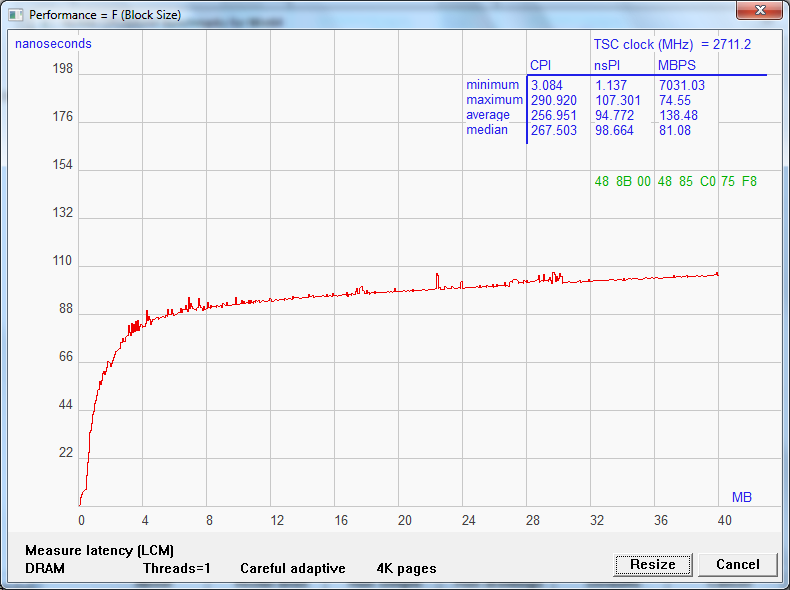 Performance = F (Block Size)
nanoseconds
TSC clock (MHz) = 2711.2
CPI nsPI MBPS
minimum 3.084 1.137 7031.03
maximum 290.920 107.301 74.55
average 256.951 94.772 138.48
median 267.503 98.664 81.08
48 8B 00 48 85 C0 75 F8
198
176
154
132
110
88
66
44
22
MB
0 4 8 12 16 20 24 28 32 36 40
Measure latency (LCM)
DRAM Threads=1 Careful adaptive 4K pages
Resize Cancel